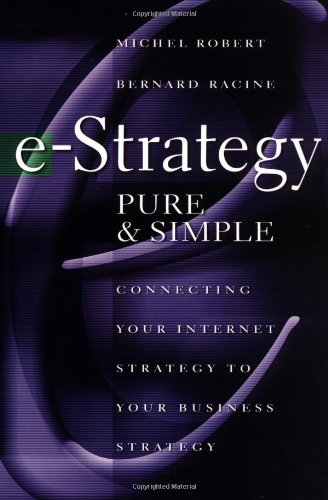 MICHEL ROBERT
BERNARD RACINE
e-Strategy
PURE
& SIMPLE
CONNECTING
YOUR INTERNET
STRATEGY TO
YOUR BUSINESS
STRATEGY